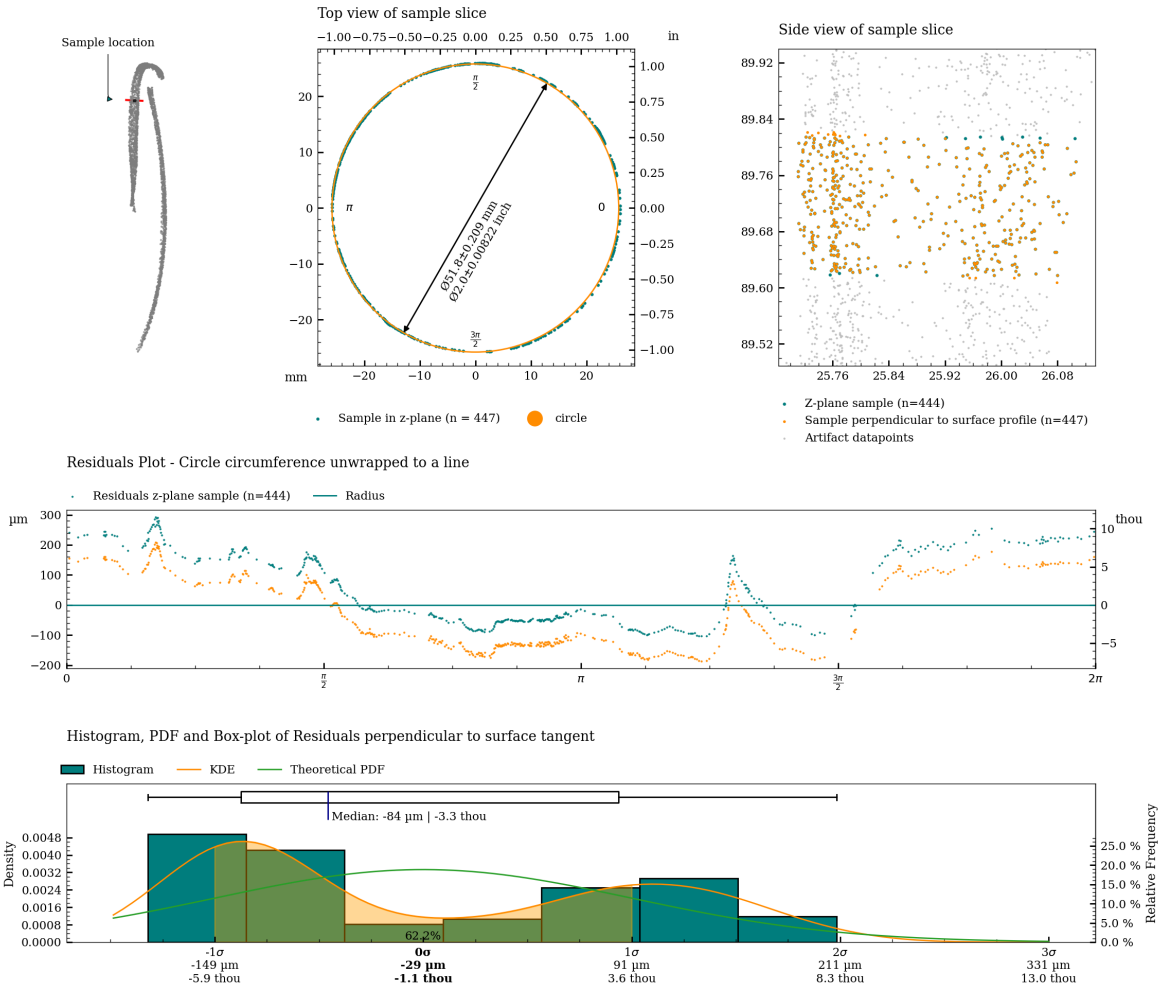 Sample location
Top view of sample slice
−1.00 −0.75 −0.50 −0.25 0.00 0.25 0.50 0.75 1.00 in
20
10
0
−10
−20
1.00
0.75
0.50
0.25
0.00
−0.25
−0.50
−0.75
−1.00
π/2
π
0
3π/2
Ø51.8±0.209 mm
Ø2.0±0.00822 inch
mm −20 −10 0 10 20
Sample in z-plane (n = 447) circle
Side view of sample slice
89.92
89.84
89.76
89.68
89.60
89.52
25.76 25.84 25.92 26.00 26.08
Z-plane sample (n=444)
Sample perpendicular to surface profile (n=447)
Artifact datapoints
Residuals Plot - Circle circumference unwrapped to a line
Residuals z-plane sample (n=444) Radius
µm
300
200
100
0
−100
−200
thou
10
5
0
−5
0 π/2 π 3π/2 2π
Histogram, PDF and Box-plot of Residuals perpendicular to surface tangent
Histogram KDE Theoretical PDF
Median: -84 µm | -3.3 thou
Density
0.0048
0.0040
0.0032
0.0024
0.0016
0.0008
0.0000
Relative Frequency
25.0 %
20.0 %
15.0 %
10.0 %
5.0 %
0.0 %
62.2%
-1σ 0σ 1σ 2σ 3σ
-149 µm -29 µm 91 µm 211 µm 331 µm
-5.9 thou -1.1 thou 3.6 thou 8.3 thou 13.0 thou